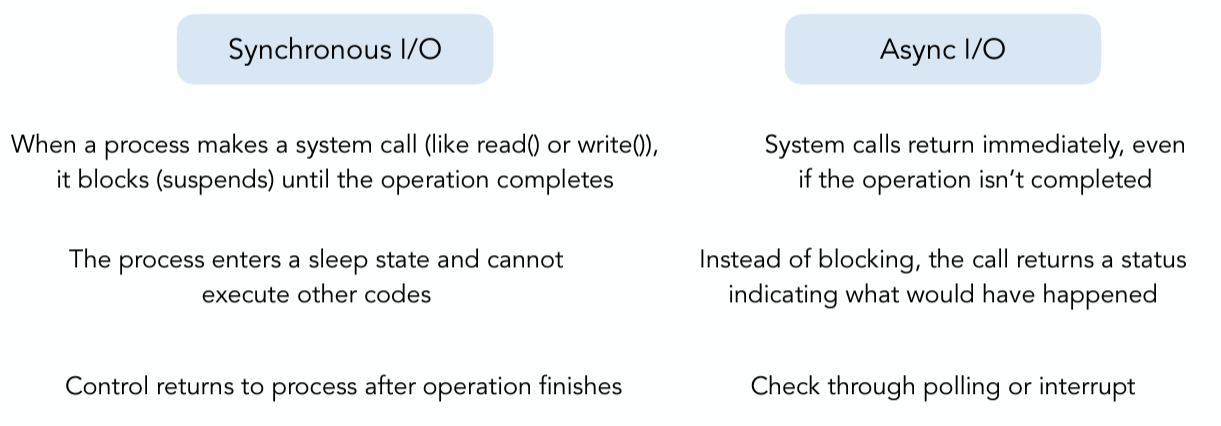 Synchronous I/O
When a process makes a system call (like read() or write()),
it blocks (suspends) until the operation completes
The process enters a sleep state and cannot
execute other codes
Control returns to process after operation finishes
Async I/O
System calls return immediately, even
if the operation isn't completed
Instead of blocking, the call returns a status
indicating what would have happened
Check through polling or interrupt